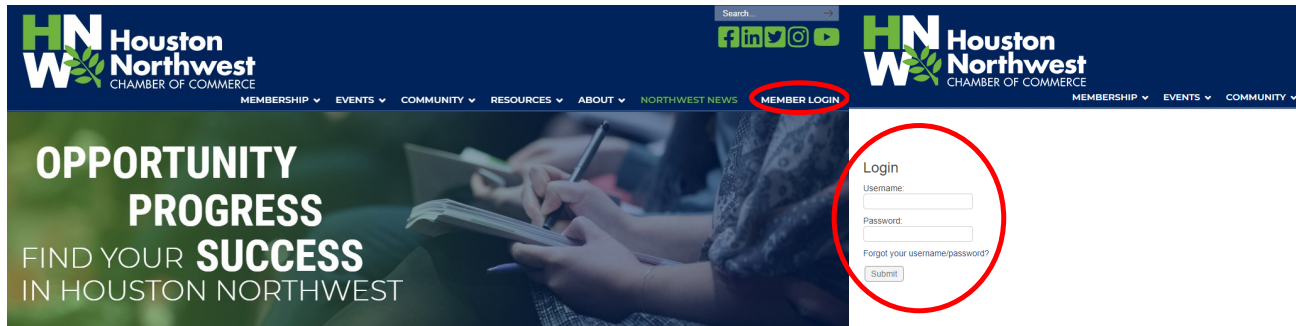 Search...
HN
W
Houston
Northwest
CHAMBER OF COMMERCE
MEMBERSHIP EVENTS COMMUNITY RESOURCES ABOUT NORTHWEST NEWS MEMBER LOGIN
OPPORTUNITY
PROGRESS
FIND YOUR SUCCESS
IN HOUSTON NORTHWEST
HN
W
Houston
Northwest
CHAMBER OF COMMERCE
MEMBERSHIP EVENTS COMMUNITY
Login
Username:
Password:
Forgot your username/password?
Submit